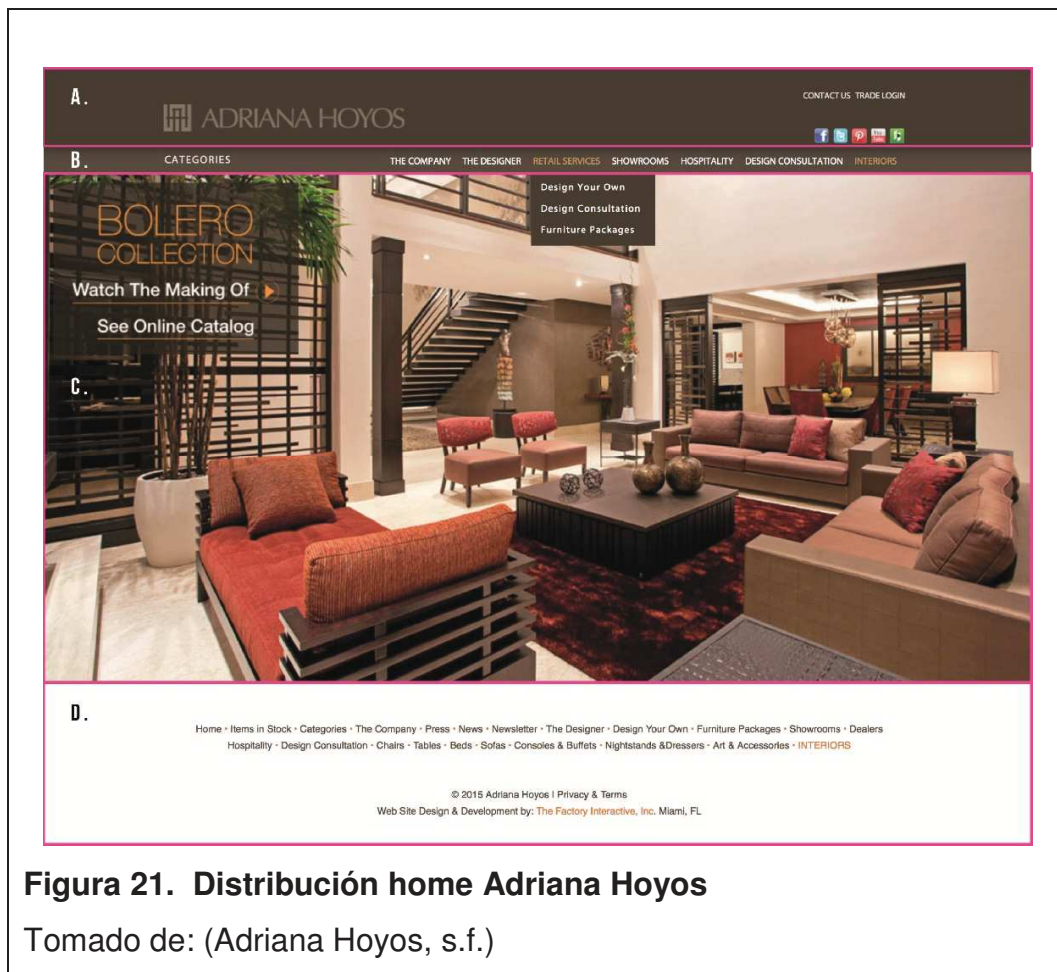 A.
CONTACT US TRADE LOGIN
ADRIANA HOYOS
B.
CATEGORIES THE COMPANY THE DESIGNER RETAIL SERVICES SHOWROOMS HOSPITALITY DESIGN CONSULTATION INTERIORS
Design Your Own
Design Consultation
Furniture Packages
BOLERO
COLLECTION
Watch The Making Of
See Online Catalog
C.
D.
Home • Items in Stock • Categories • The Company • Press • News • Newsletter • The Designer • Design Your Own • Furniture Packages • Showrooms • Dealers
Hospitality • Design Consultation • Chairs • Tables • Beds • Sofas • Consoles & Buffets • Nightstands &Dressers • Art & Accessories • INTERIORS
© 2015 Adriana Hoyos I Privacy & Terms
Web Site Design & Development by: The Factory Interactive, Inc. Miami, FL
Figura 21. Distribución home Adriana Hoyos
Tomado de: (Adriana Hoyos, s.f.)